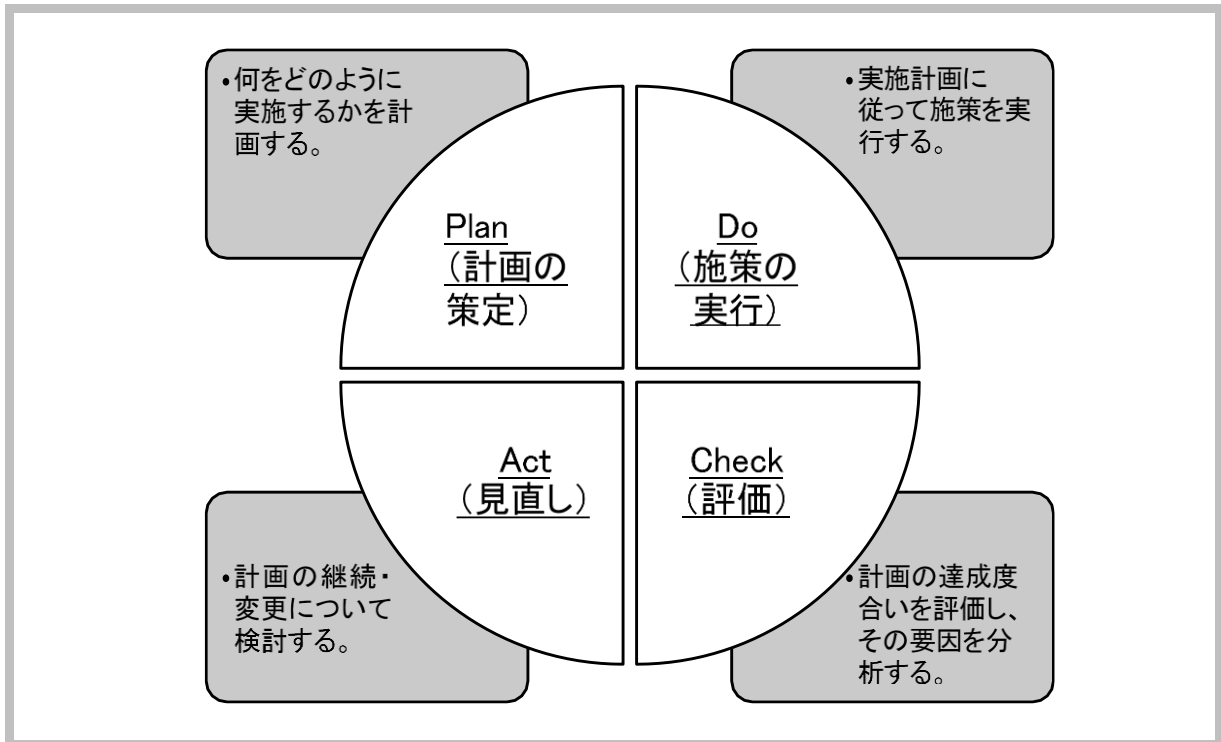 ・何をどのように
実施するかを計
画する。
・実施計画に
従って施策を実
行する。
Plan
（計画の
策定）
Do
（施策の
実行）
Act
（見直し）
Check
（評価）
・計画の継続・
変更について
検討する。
・計画の達成度
合いを評価し、
その要因を分
析する。